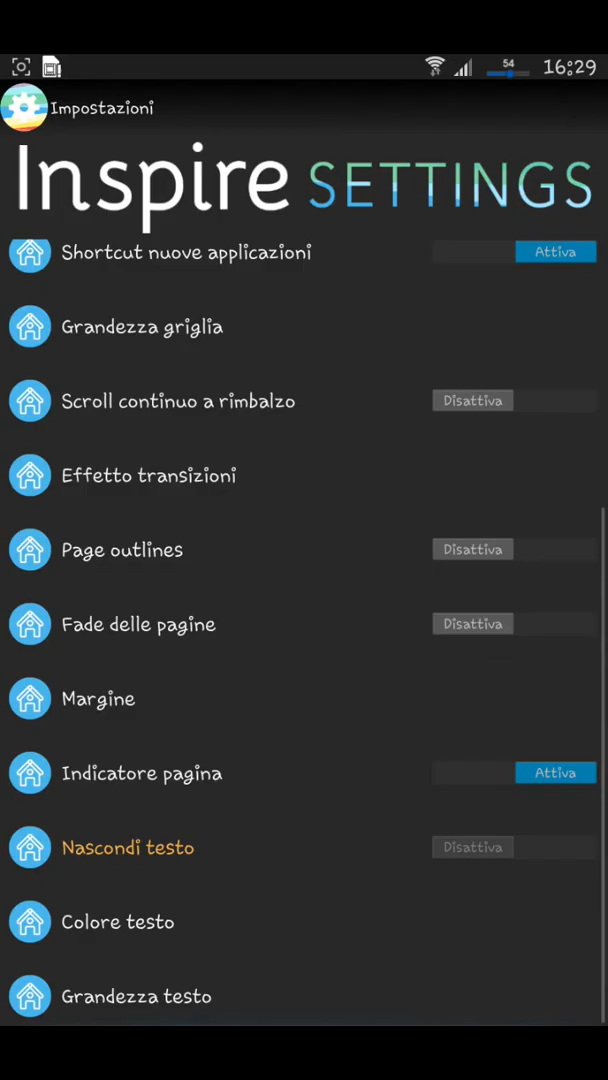 54 16:29
Impostazioni
Inspire SETTINGS
Shortcut nuove applicazioni Attiva
Grandezza griglia
Scroll continuo a rimbalzo Disattiva
Effetto transizioni
Page outlines Disattiva
Fade delle pagine Disattiva
Margine
Indicatore pagina Attiva
Nascondi testo Disattiva
Colore testo
Grandezza testo